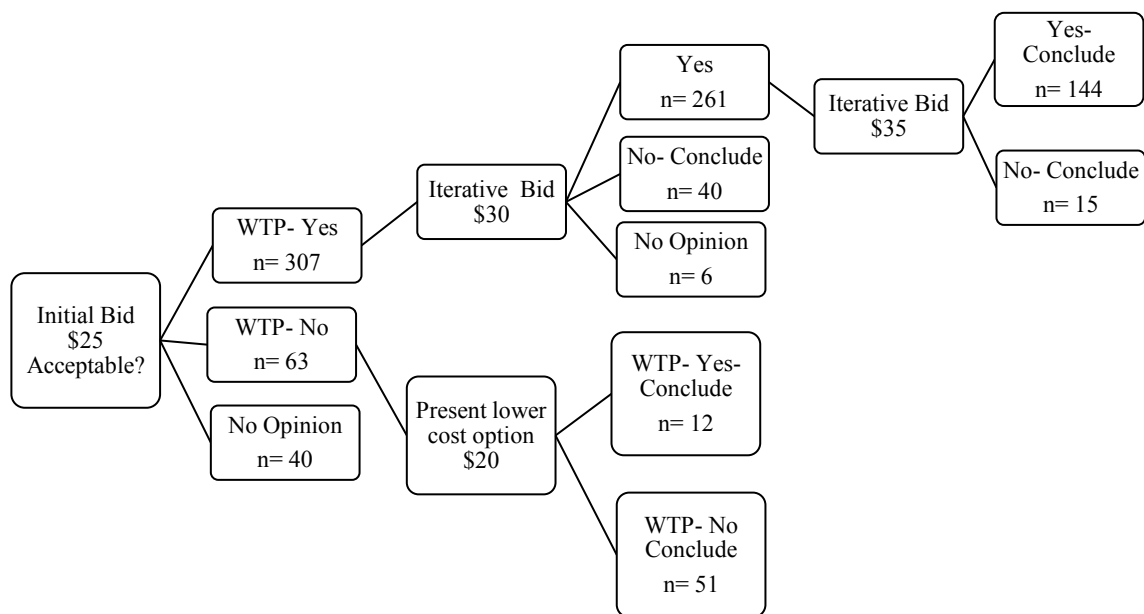 Initial Bid
$25
Acceptable?
WTP- Yes
n= 307
WTP- No
n= 63
No Opinion
n= 40
Iterative  Bid
$30
Present lower
cost option
$20
Yes
n= 261
No- Conclude
n= 40
No Opinion
n= 6
WTP- Yes-
Conclude
n= 12
WTP- No
Conclude
n= 51
Iterative Bid
$35
Yes-
Conclude
n= 144
No- Conclude
n= 15